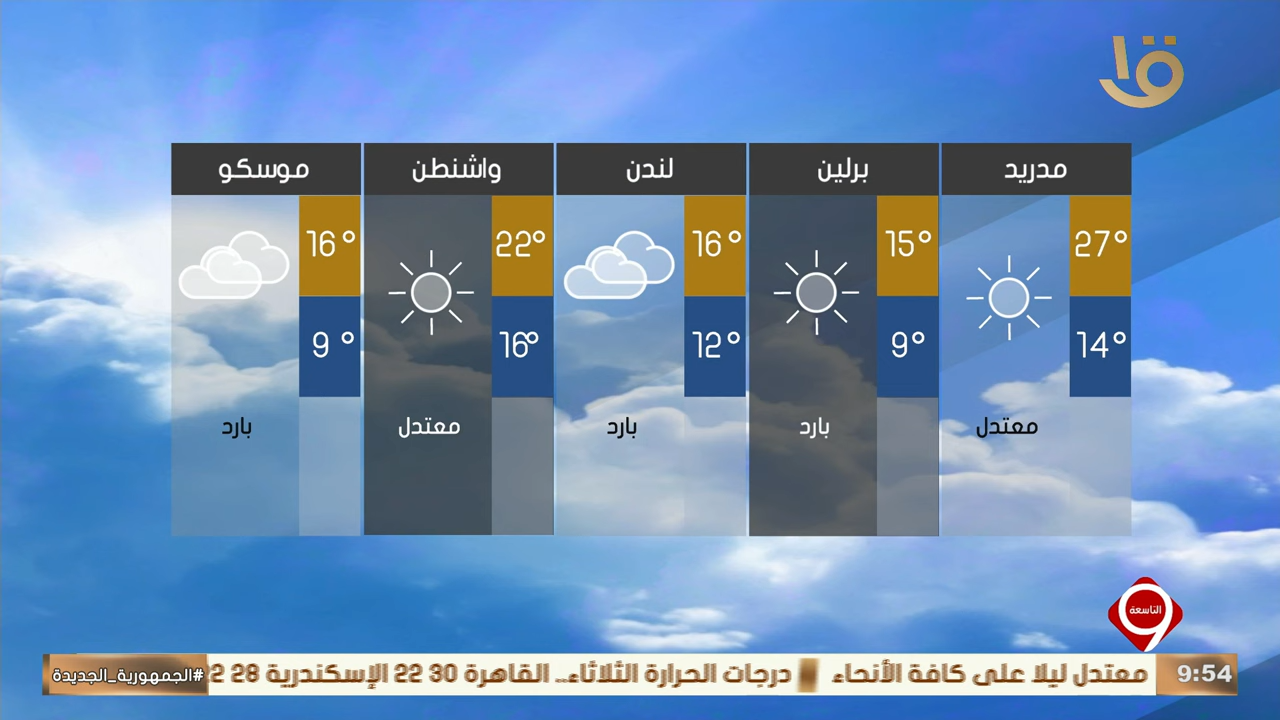 مدريد
27°
14°
معتدل
برلين
15°
9°
بارد
لندن
16°
12°
بارد
واشنطن
22°
16°
معتدل
موسكو
16°
9°
بارد
التاسعة
9
9:54
معتدل ليلا على كافة الأنحاء
درجات الحرارة الثلاثاء.. القاهرة 30 22 الإسكندرية 28
#الجمهورية_الجديدة